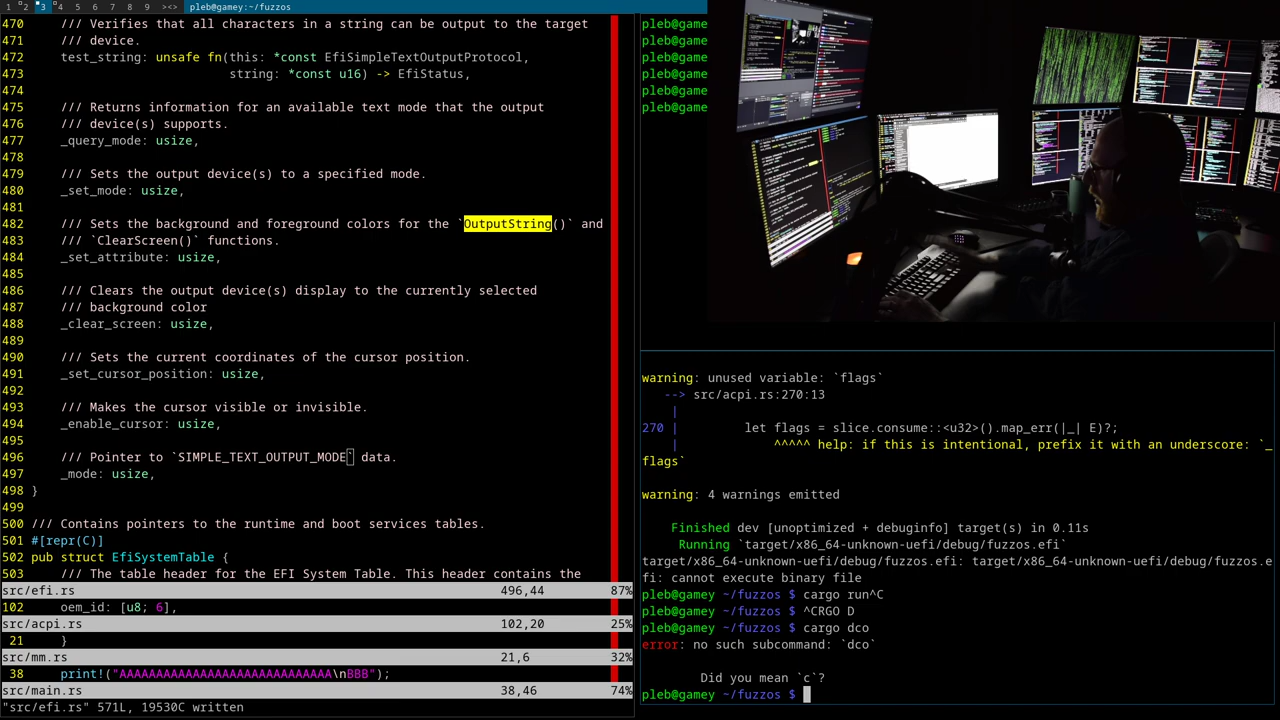 1 2 3 4 5 6 7 8 9 ><> pleb@gamey:~/fuzzos
470 /// Verifies that all characters in a string can be output to the target
471 /// device.
472 test_string: unsafe fn(this: *const EfiSimpleTextOutputProtocol,
473 string: *const u16) -> EfiStatus,
474
475 /// Returns information for an available text mode that the output
476 /// device(s) supports.
477 _query_mode: usize,
478
479 /// Sets the output device(s) to a specified mode.
480 _set_mode: usize,
481
482 /// Sets the background and foreground colors for the `OutputString()` and
483 /// `ClearScreen()` functions.
484 _set_attribute: usize,
485
486 /// Clears the output device(s) display to the currently selected
487 /// background color
488 _clear_screen: usize,
489
490 /// Sets the current coordinates of the cursor position.
491 _set_cursor_position: usize,
492
493 /// Makes the cursor visible or invisible.
494 _enable_cursor: usize,
495
496 /// Pointer to `SIMPLE_TEXT_OUTPUT_MODE` data.
497 _mode: usize,
498 }
499
500 /// Contains pointers to the runtime and boot services tables.
501 #[repr(C)]
502 pub struct EfiSystemTable {
503 /// The table header for the EFI System Table. This header contains the
src/efi.rs 496,44 87%
102 oem_id: [u8; 6],
src/acpi.rs 102,20 25%
21 }
src/mm.rs 21,6 32%
38 print!("AAAAAAAAAAAAAAAAAAAAAAAAAAAAA\nBBB");
src/main.rs 38,46 74%
"src/efi.rs" 571L, 19530C written
pleb@game
pleb@game
pleb@game
pleb@game
pleb@game
pleb@game
warning: unused variable: `flags`
--> src/acpi.rs:270:13
|
270 | let flags = slice.consume::<u32>().map_err(|_| E)?;
| ^^^^^ help: if this is intentional, prefix it with an underscore: `_
flags`
warning: 4 warnings emitted
Finished dev [unoptimized + debuginfo] target(s) in 0.11s
Running `target/x86_64-unknown-uefi/debug/fuzzos.efi`
target/x86_64-unknown-uefi/debug/fuzzos.efi: target/x86_64-unknown-uefi/debug/fuzzos.e
fi: cannot execute binary file
pleb@gamey ~/fuzzos $ cargo run^C
pleb@gamey ~/fuzzos $ ^CRGO D
pleb@gamey ~/fuzzos $ cargo dco
error: no such subcommand: `dco`
Did you mean `c`?
pleb@gamey ~/fuzzos $